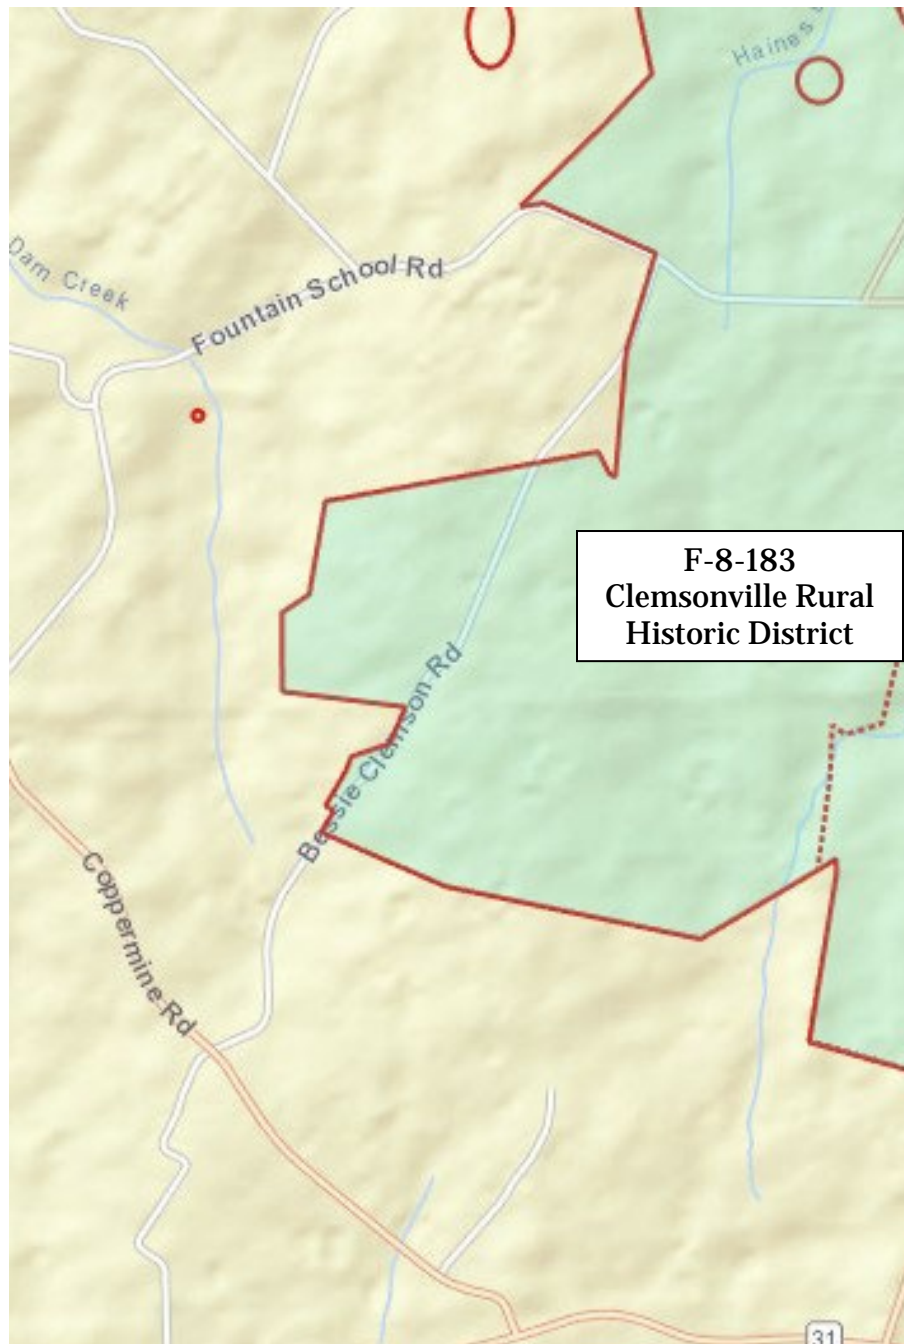 Haines
Dam Creek
Fountain School Rd
F-8-183
Clemsonville Rural
Historic District
Bessie Clemson Rd
Coppermine Rd
31